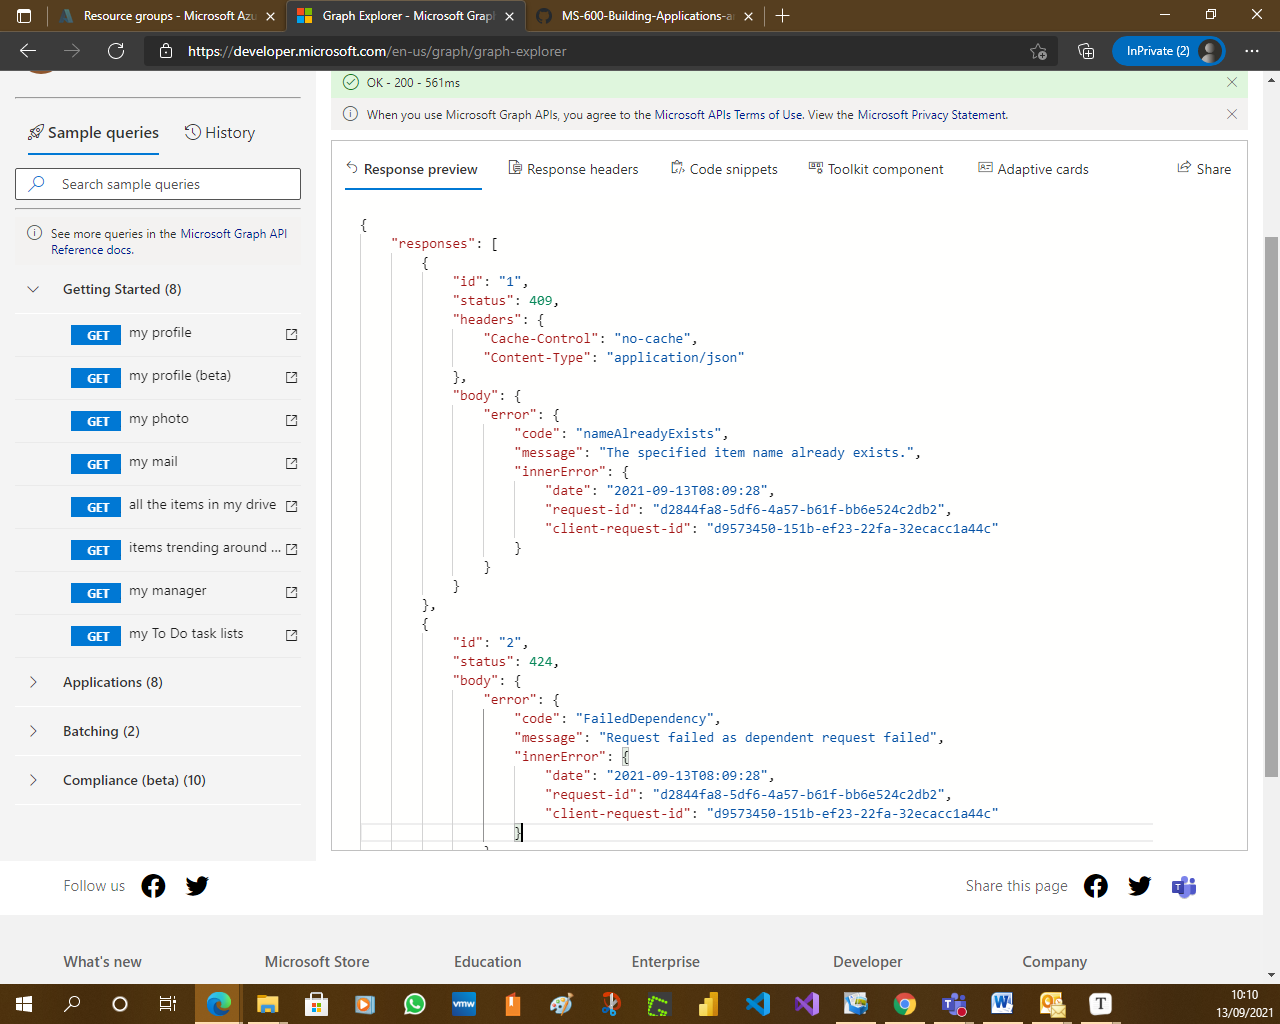 Resource groups - Microsoft Azu
Graph Explorer - Microsoft Grap
MS-600-Building-Applications-a
https://developer.microsoft.com/en-us/graph/graph-explorer
InPrivate (2)
Sample queries
History
Search sample queries
See more queries in the Microsoft Graph API
Reference docs.
Getting Started (8)
GET my profile
GET my profile (beta)
GET my photo
GET my mail
GET all the items in my drive
GET items trending around ...
GET my manager
GET my To Do task lists
Applications (8)
Batching (2)
Compliance (beta) (10)
OK - 200 - 561ms
When you use Microsoft Graph APIs, you agree to the Microsoft APIs Terms of Use. View the Microsoft Privacy Statement.
Response preview
Response headers
Code snippets
Toolkit component
Adaptive cards
Share
{
"responses": [
{
"id": "1",
"status": 409,
"headers": {
"Cache-Control": "no-cache",
"Content-Type": "application/json"
},
"body": {
"error": {
"code": "nameAlreadyExists",
"message": "The specified item name already exists.",
"innerError": {
"date": "2021-09-13T08:09:28",
"request-id": "d2844fa8-5df6-4a57-b61f-bb6e524c2db2",
"client-request-id": "d9573450-151b-ef23-22fa-32ecacc1a44c"
}
}
}
},
{
"id": "2",
"status": 424,
"body": {
"error": {
"code": "FailedDependency",
"message": "Request failed as dependent request failed",
"innerError": {
"date": "2021-09-13T08:09:28",
"request-id": "d2844fa8-5df6-4a57-b61f-bb6e524c2db2",
"client-request-id": "d9573450-151b-ef23-22fa-32ecacc1a44c"
}
Follow us
Share this page
What's new
Microsoft Store
Education
Enterprise
Developer
Company
vmw
T
10:10
13/09/2021